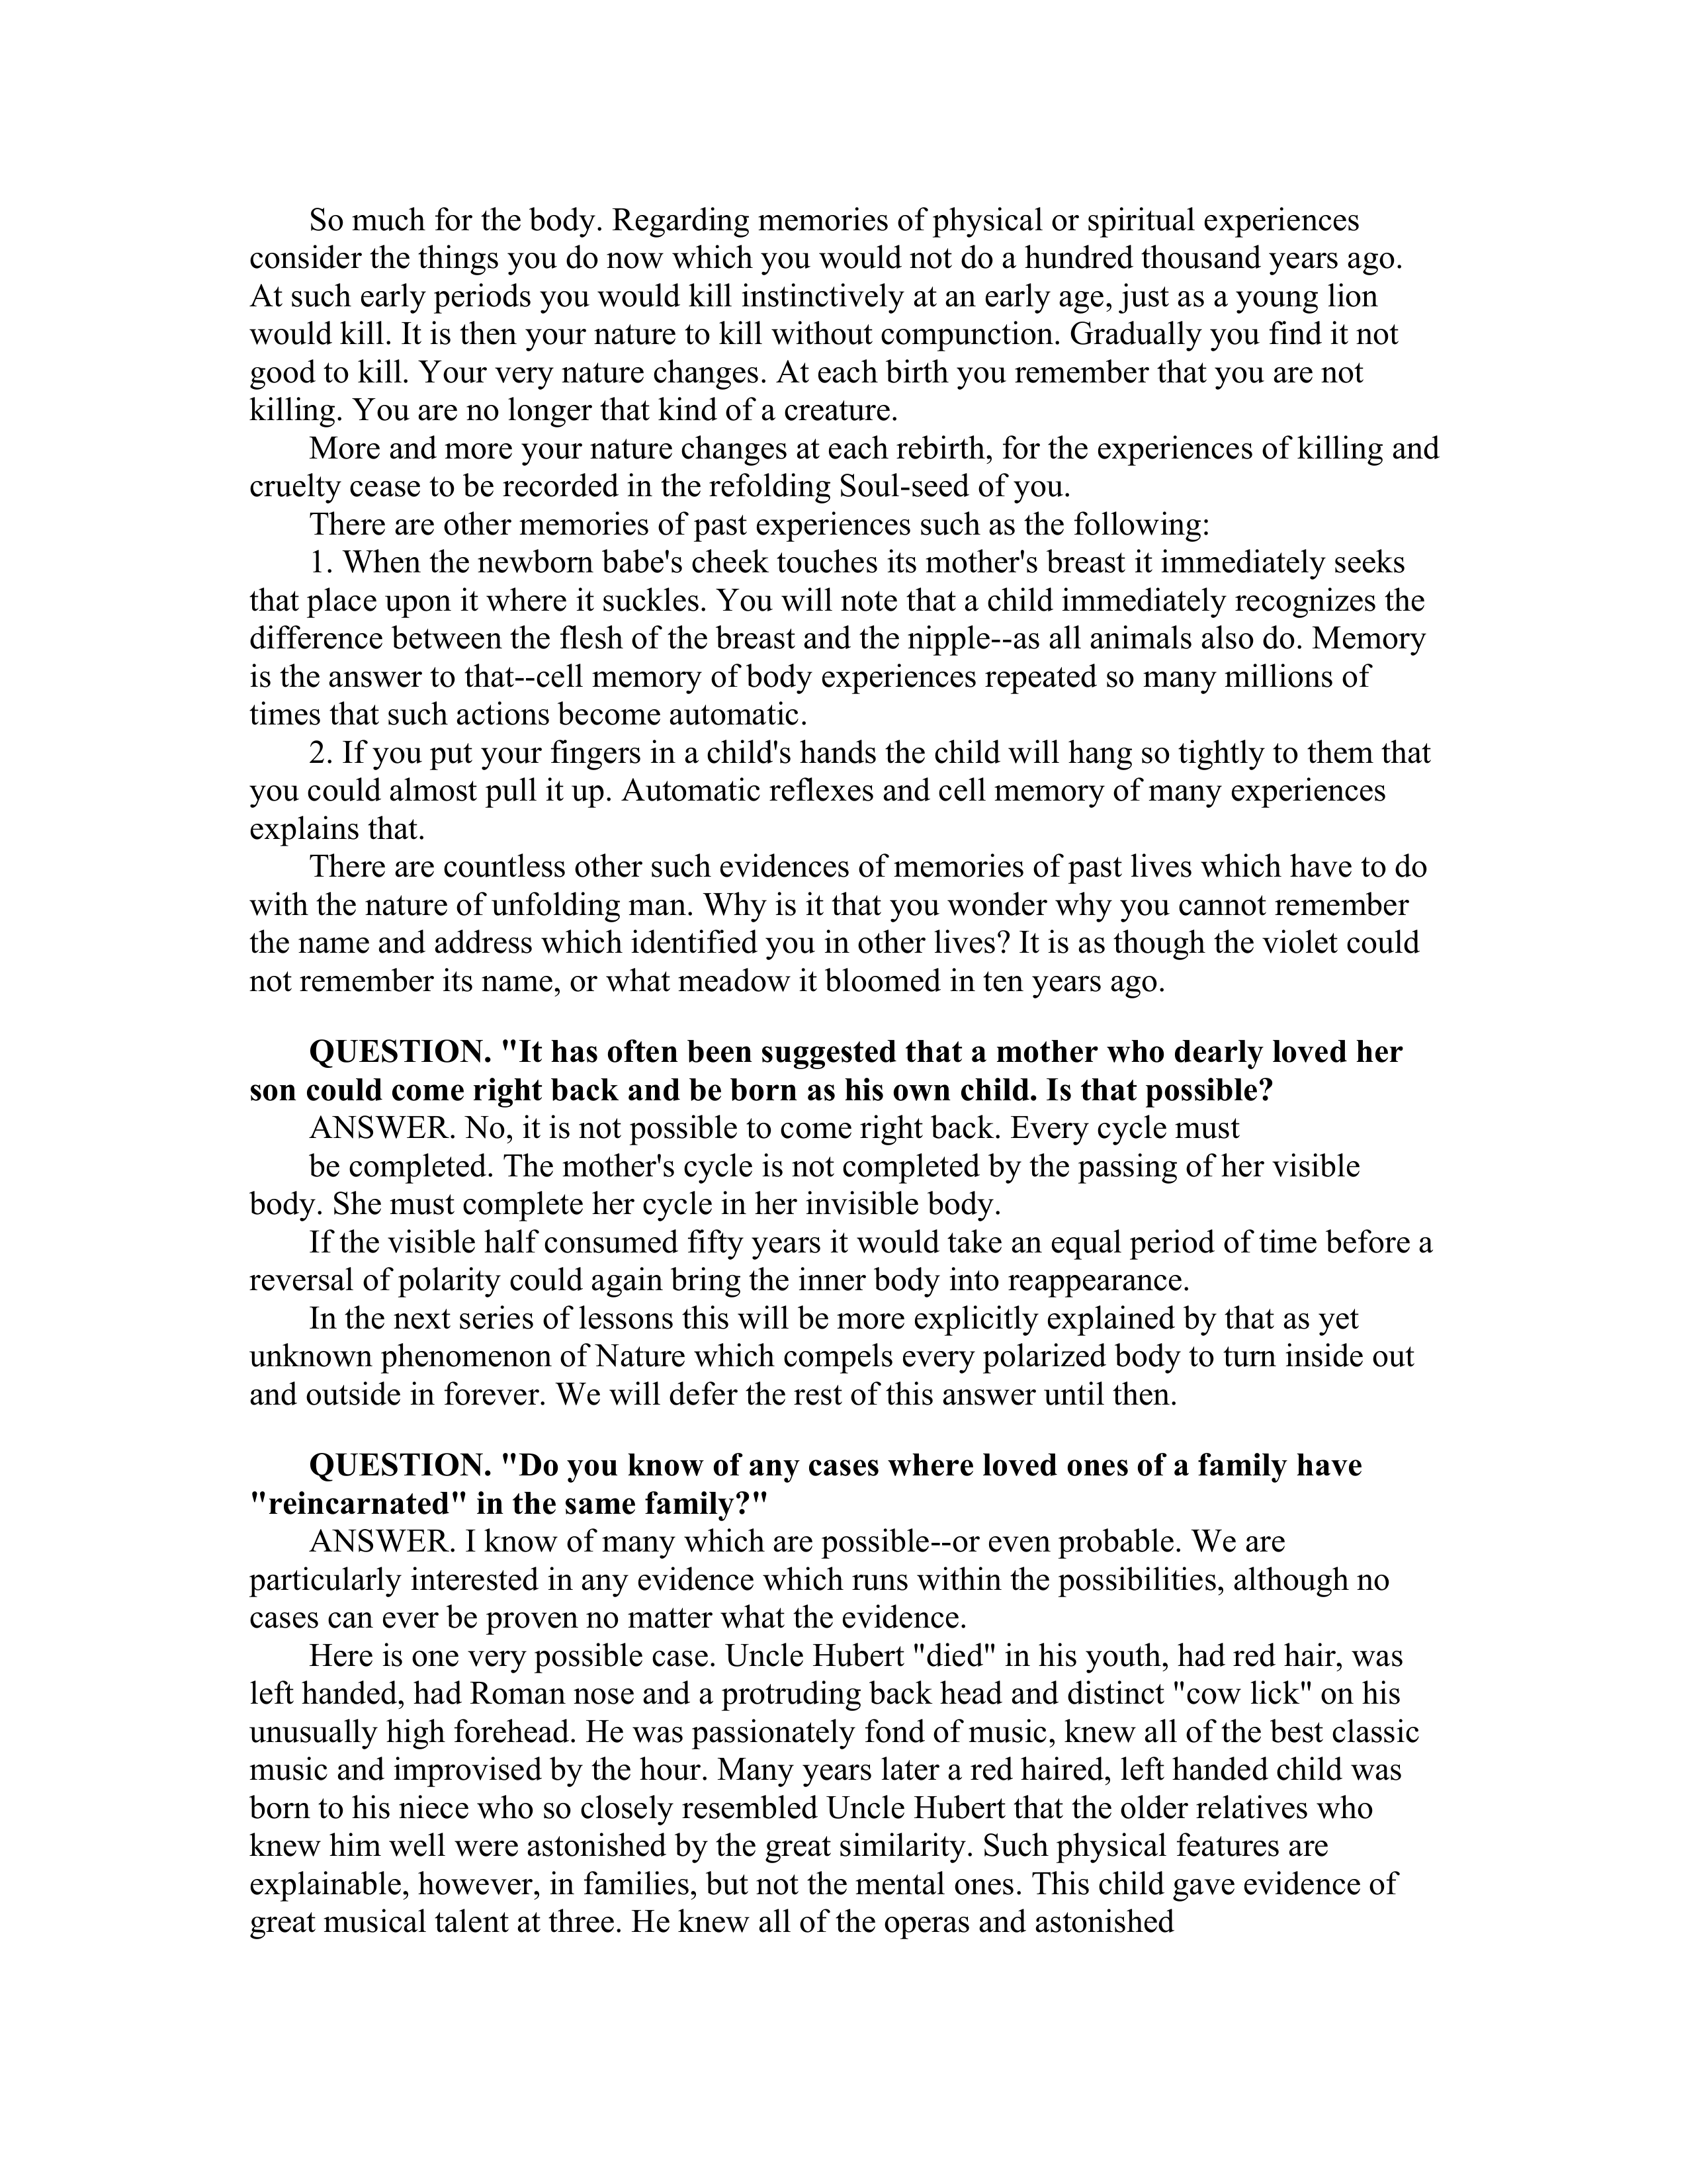 So much for the body. Regarding memories of physical or spiritual experiences
consider the things you do now which you would not do a hundred thousand years ago.
At such early periods you would kill instinctively at an early age, just as a young lion
would kill. It is then your nature to kill without compunction. Gradually you find it not
good to kill. Your very nature changes. At each birth you remember that you are not
killing. You are no longer that kind of a creature.
More and more your nature changes at each rebirth, for the experiences of killing and
cruelty cease to be recorded in the refolding Soul-seed of you.
There are other memories of past experiences such as the following:
1. When the newborn babe's cheek touches its mother's breast it immediately seeks
that place upon it where it suckles. You will note that a child immediately recognizes the
difference between the flesh of the breast and the nipple--as all animals also do. Memory
is the answer to that--cell memory of body experiences repeated so many millions of
times that such actions become automatic.
2. If you put your fingers in a child's hands the child will hang so tightly to them that
you could almost pull it up. Automatic reflexes and cell memory of many experiences
explains that.
There are countless other such evidences of memories of past lives which have to do
with the nature of unfolding man. Why is it that you wonder why you cannot remember
the name and address which identified you in other lives? It is as though the violet could
not remember its name, or what meadow it bloomed in ten years ago.
QUESTION. "It has often been suggested that a mother who dearly loved her
son could come right back and be born as his own child. Is that possible?
ANSWER. No, it is not possible to come right back. Every cycle must
be completed. The mother's cycle is not completed by the passing of her visible
body. She must complete her cycle in her invisible body.
If the visible half consumed fifty years it would take an equal period of time before a
reversal of polarity could again bring the inner body into reappearance.
In the next series of lessons this will be more explicitly explained by that as yet
unknown phenomenon of Nature which compels every polarized body to turn inside out
and outside in forever. We will defer the rest of this answer until then.
QUESTION. "Do you know of any cases where loved ones of a family have
"reincarnated" in the same family?"
ANSWER. I know of many which are possible--or even probable. We are
particularly interested in any evidence which runs within the possibilities, although no
cases can ever be proven no matter what the evidence.
Here is one very possible case. Uncle Hubert "died" in his youth, had red hair, was
left handed, had Roman nose and a protruding back head and distinct "cow lick" on his
unusually high forehead. He was passionately fond of music, knew all of the best classic
music and improvised by the hour. Many years later a red haired, left handed child was
born to his niece who so closely resembled Uncle Hubert that the older relatives who
knew him well were astonished by the great similarity. Such physical features are
explainable, however, in families, but not the mental ones. This child gave evidence of
great musical talent at three. He knew all of the operas and astonished